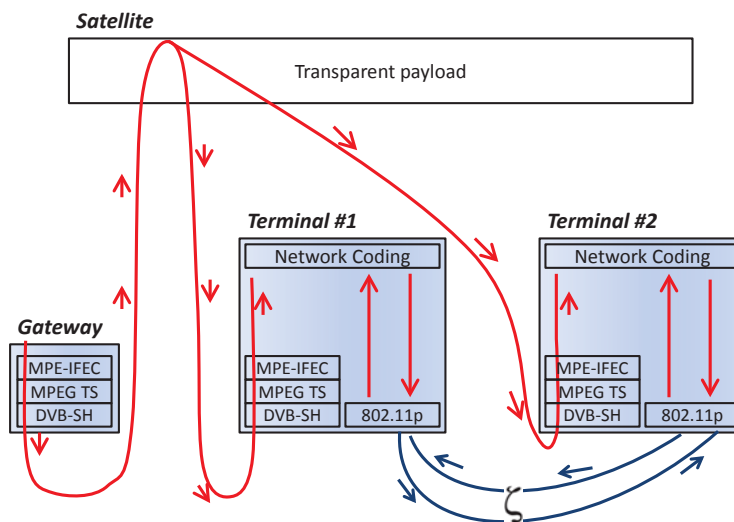 Satellite
Transparent payload
Terminal #1
Terminal #2
Network Coding
Network Coding
Gateway
MPE-IFEC
MPEG TS
DVB-SH
MPE-IFEC
MPEG TS
DVB-SH
802.11p
MPE-IFEC
MPEG TS
DVB-SH
802.11p
ζ